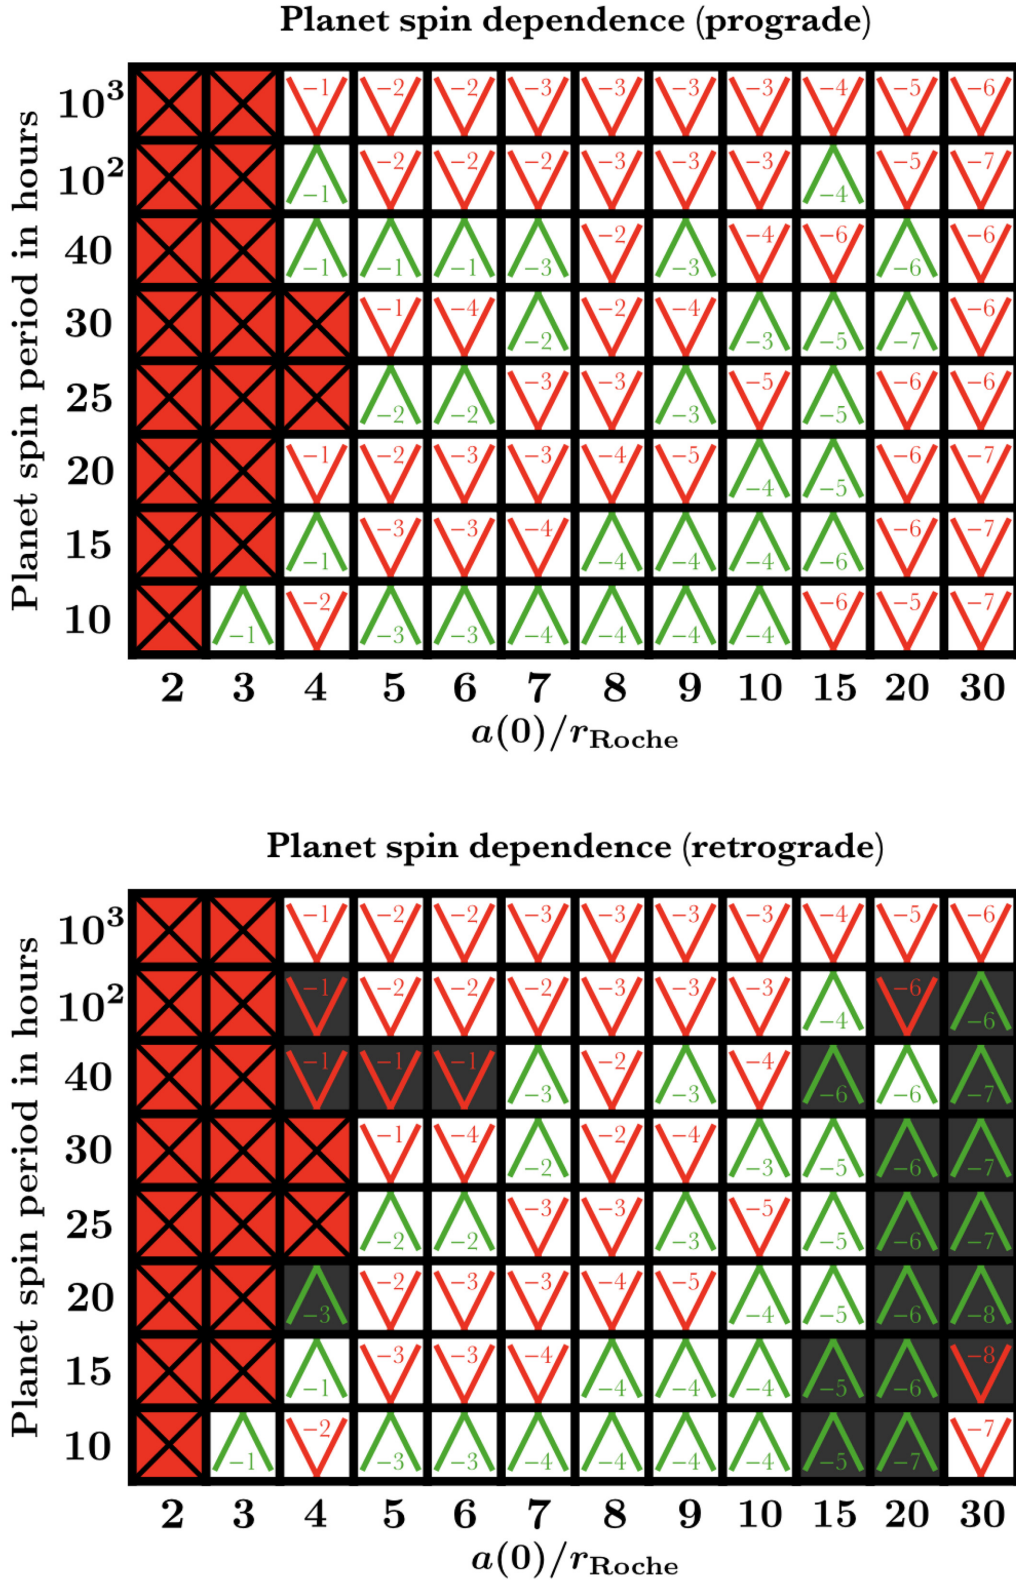 Planet spin dependence (prograde)
Planet spin period in hours
10³ −1 −2 −2 −3 −3 −3 −3 −4 −5 −6
10² −1 −2 −2 −2 −3 −3 −3 −4 −5 −7
40 −1 −1 −1 −3 −2 −3 −4 −6 −6 −6
30 −1 −4 −2 −2 −4 −3 −5 −7 −6
25 −2 −2 −3 −3 −3 −5 −5 −6 −6
20 −1 −2 −3 −3 −4 −5 −4 −5 −6 −7
15 −1 −3 −3 −4 −4 −4 −4 −6 −6 −7
10 −1 −2 −3 −3 −4 −4 −4 −4 −6 −5 −7
2 3 4 5 6 7 8 9 10 15 20 30
a(0)/r_Roche
Planet spin dependence (retrograde)
Planet spin period in hours
10³ −1 −2 −2 −3 −3 −3 −3 −4 −5 −6
10² −1 −2 −2 −2 −3 −3 −3 −4 −6 −6
40 −1 −1 −1 −3 −2 −3 −4 −6 −6 −7
30 −1 −4 −2 −2 −4 −3 −5 −6 −7
25 −2 −2 −3 −3 −3 −5 −5 −6 −7
20 −3 −2 −3 −3 −4 −5 −4 −5 −6 −8
15 −1 −3 −3 −4 −4 −4 −4 −5 −6 −8
10 −1 −2 −3 −3 −4 −4 −4 −4 −5 −7 −7
2 3 4 5 6 7 8 9 10 15 20 30
a(0)/r_Roche